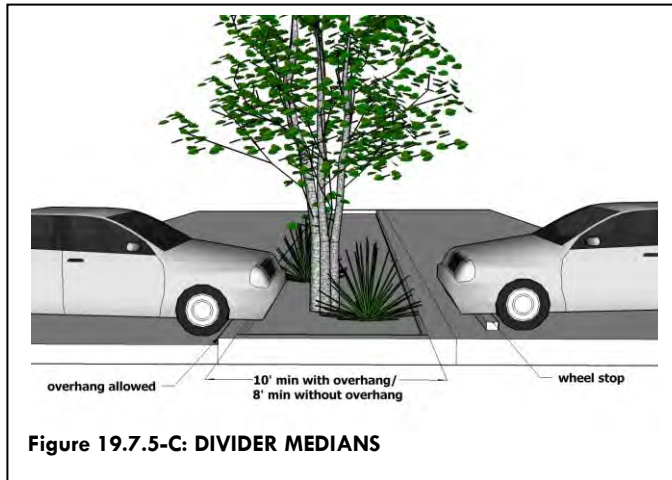 overhang allowed
10' min with overhang/
8' min without overhang
wheel stop
Figure 19.7.5-C: DIVIDER MEDIANS